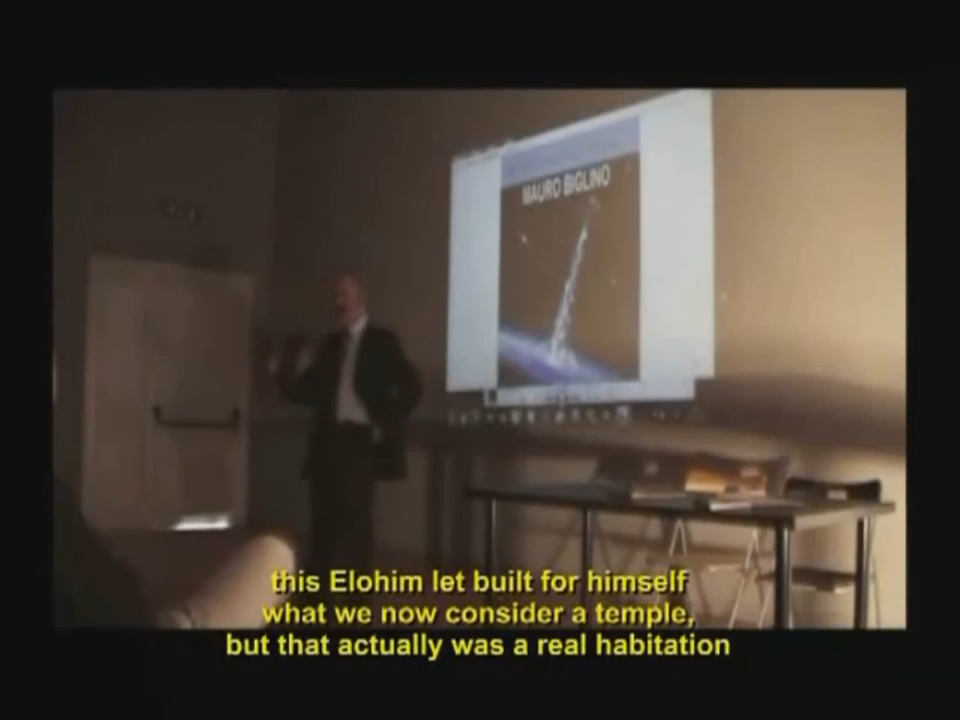 MAURO BIGLINO
this Elohim let built for himself
what we now consider a temple,
but that actually was a real habitation